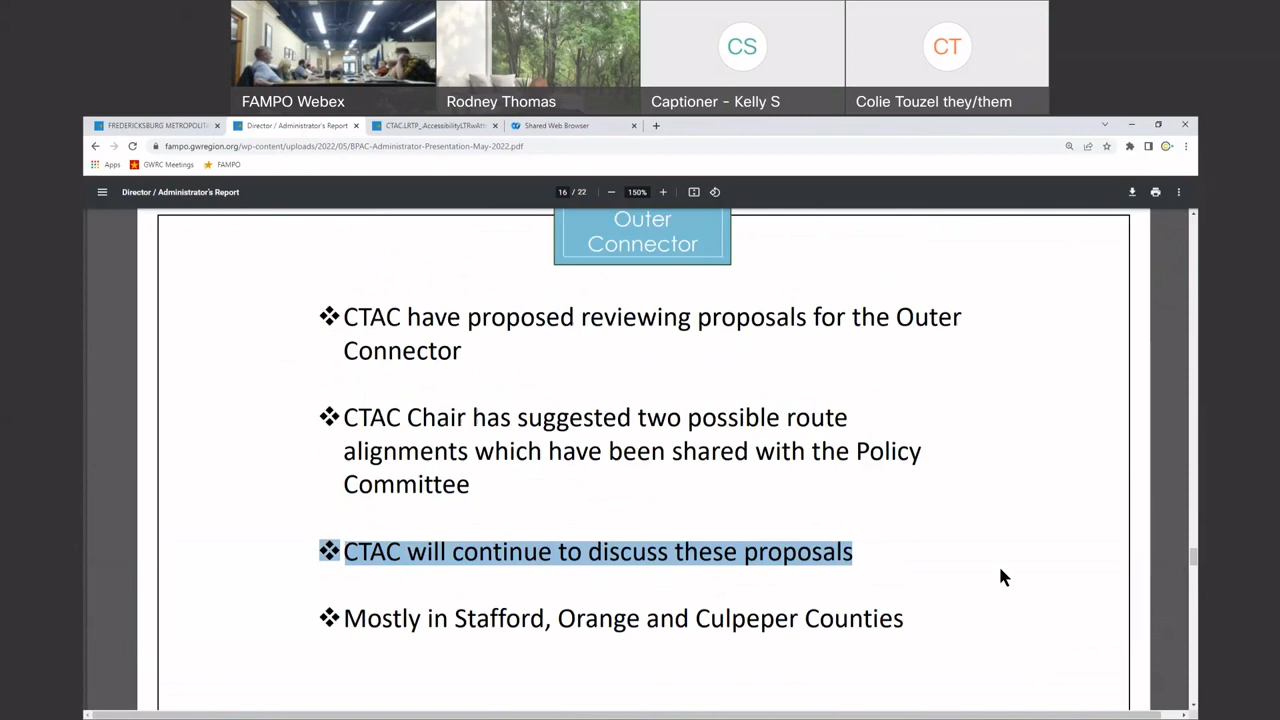 CS
CT
FAMPO Webex
Rodney Thomas
Captioner - Kelly S
Colie Touzel they/them
FREDERICKSBURG METROPOLIT
Director / Administrator's Report
CTAC.LRTP_AccessibilityLTRwAtt
Shared Web Browser
fampo.gwregion.org/wp-content/uploads/2022/05/BPAC-Administrator-Presentation-May-2022.pdf
Apps
GWRC Meetings
FAMPO
Director / Administrator's Report
16 / 22
150%
Outer
Connector
❖ CTAC have proposed reviewing proposals for the Outer
Connector
❖ CTAC Chair has suggested two possible route
alignments which have been shared with the Policy
Committee
❖ CTAC will continue to discuss these proposals
❖ Mostly in Stafford, Orange and Culpeper Counties